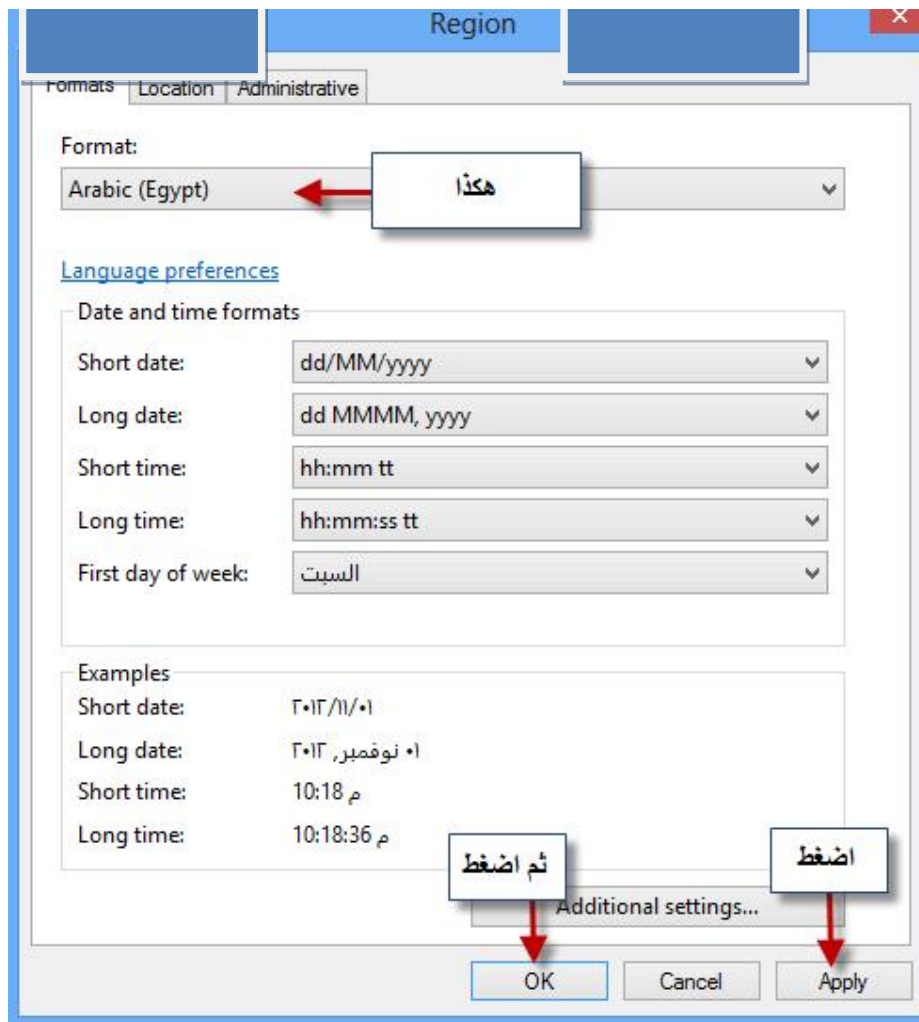 Region
Formats Location Administrative
Format:
Arabic (Egypt)
هكذا
Language preferences
Date and time formats
Short date: dd/MM/yyyy
Long date: dd MMMM, yyyy
Short time: hh:mm tt
Long time: hh:mm:ss tt
First day of week: السبت
Examples
Short date: ٢٠١٢/١١/٠١
Long date: ٠١ نوفمبر, ٢٠١٢
Short time: 10:18 م
Long time: 10:18:36 م
ثم اضغط
اضغط
Additional settings...
OK Cancel Apply